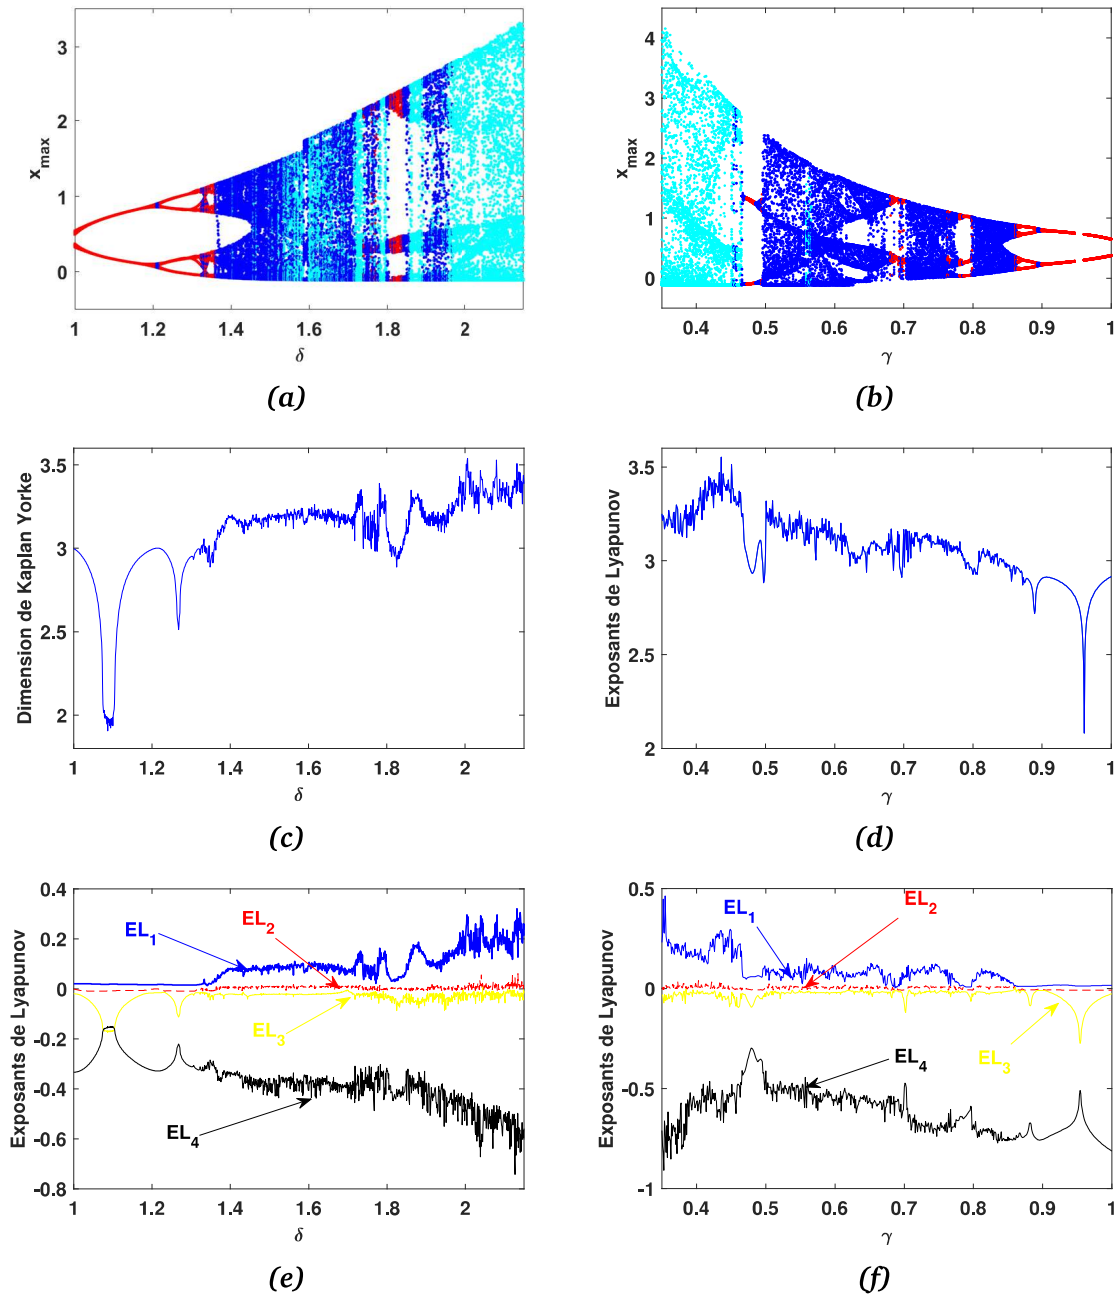 3
2
1
0
x_max
1
1.2
1.4
1.6
1.8
2
δ
(a)
4
3
2
1
0
x_max
0.4
0.5
0.6
0.7
0.8
0.9
1
γ
(b)
3.5
3
2.5
2
Dimension de Kaplan Yorke
1
1.2
1.4
1.6
1.8
2
δ
(c)
3.5
3
2.5
2
Exposants de Lyapunov
0.4
0.5
0.6
0.7
0.8
0.9
1
γ
(d)
0.4
0.2
0
-0.2
-0.4
-0.6
-0.8
Exposants de Lyapunov
EL_1
EL_2
EL_3
EL_4
1
1.2
1.4
1.6
1.8
2
δ
(e)
0.5
0
-0.5
-1
Exposants de Lyapunov
EL_1
EL_2
EL_3
EL_4
0.4
0.5
0.6
0.7
0.8
0.9
1
γ
(f)